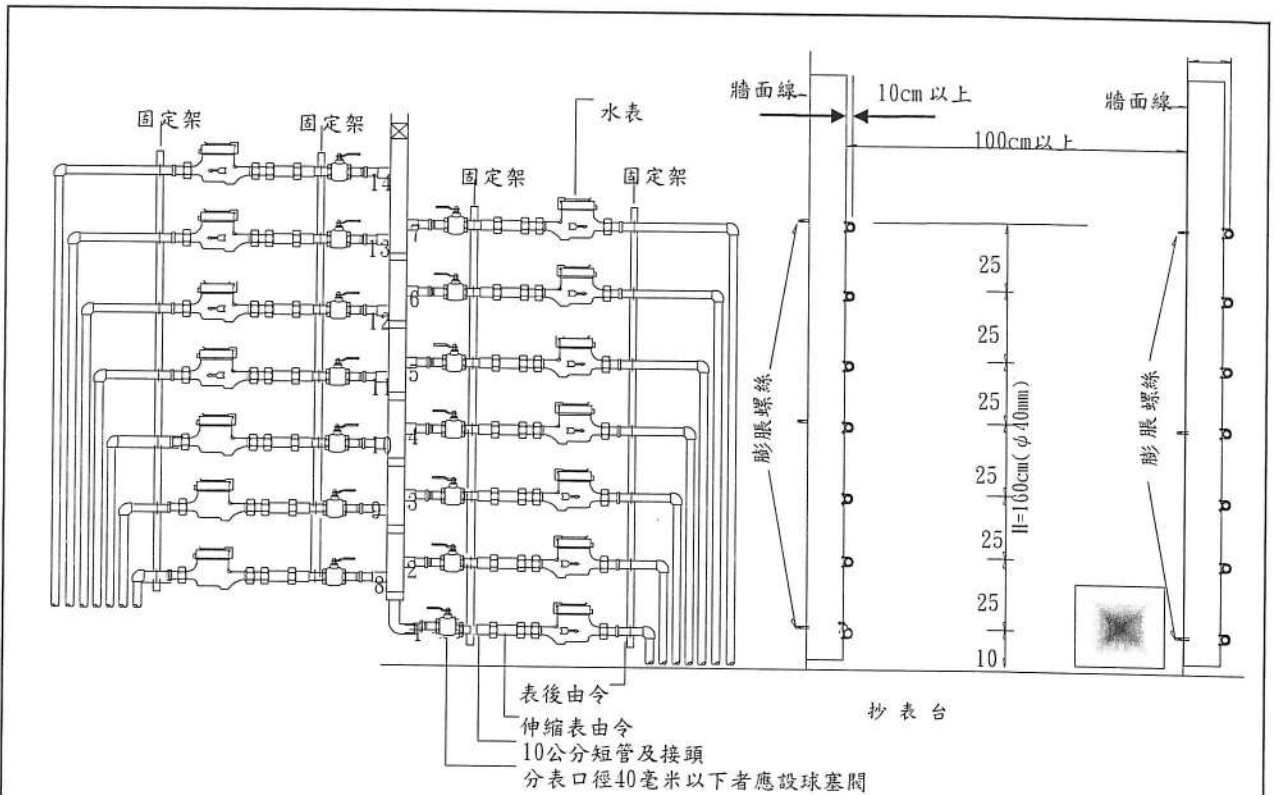 固定架
固定架
固定架
固定架
水表
牆面線
10cm以上
100cm以上
牆面線
14
13
12
11
10
9
8
7
6
5
4
3
2
1
膨脹螺絲
25
25
25
25
25
25
10
H=160cm(φ40mm)
膨脹螺絲
表後由令
伸縮表由令
10公分短管及接頭
分表口徑40毫米以下者應設球塞閥
抄表台